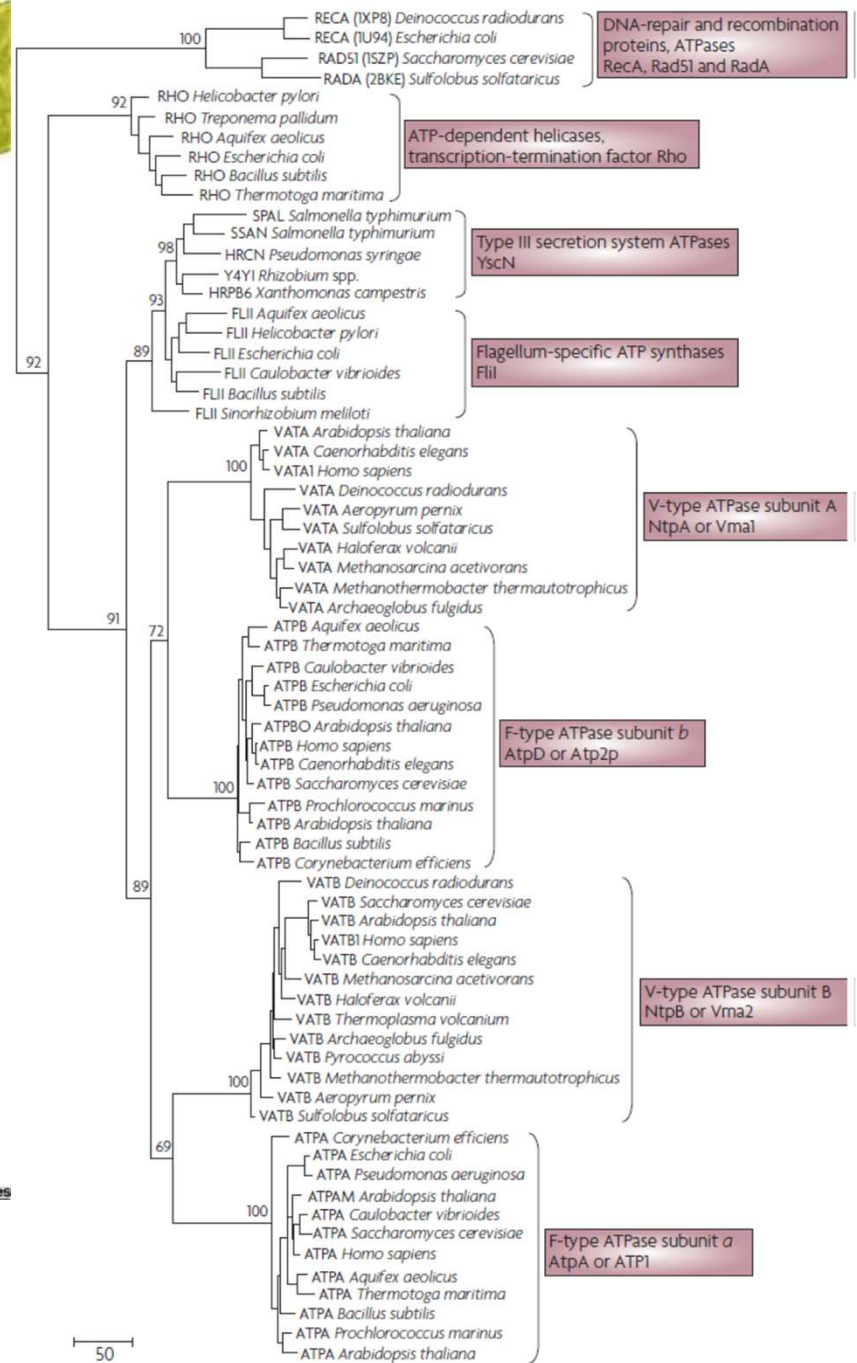 100
RECA (1XP8) Deinococcus radiodurans
RECA (1U94) Escherichia coli
RAD51 (1SZP) Saccharomyces cerevisiae
RADA (2BKE) Sulfolobus solfataricus
DNA-repair and recombination
proteins, ATPases
RecA, Rad51 and RadA
92
RHO Helicobacter pylori
RHO Treponema pallidum
RHO Aquifex aeolicus
RHO Escherichia coli
RHO Bacillus subtilis
RHO Thermotoga maritima
ATP-dependent helicases,
transcription-termination factor Rho
98
SPAL Salmonella typhimurium
SSAN Salmonella typhimurium
HRCN Pseudomonas syringae
Y4YI Rhizobium spp.
HRPB6 Xanthomonas campestris
Type III secretion system ATPases
YscN
93
89
92
FLII Aquifex aeolicus
FLII Helicobacter pylori
FLII Escherichia coli
FLII Caulobacter vibrioides
FLII Bacillus subtilis
FLII Sinorhizobium meliloti
Flagellum-specific ATP synthases
FliI
100
VATA Arabidopsis thaliana
VATA Caenorhabditis elegans
VATA1 Homo sapiens
VATA Deinococcus radiodurans
VATA Aeropyrum pernix
VATA Sulfolobus solfataricus
VATA Haloferax volcanii
VATA Methanosarcina acetivorans
VATA Methanothermobacter thermautotrophicus
VATA Archaeoglobus fulgidus
V-type ATPase subunit A
NtpA or Vma1
91
72
100
ATPB Aquifex aeolicus
ATPB Thermotoga maritima
ATPB Caulobacter vibrioides
ATPB Escherichia coli
ATPB Pseudomonas aeruginosa
ATPBO Arabidopsis thaliana
ATPB Homo sapiens
ATPB Caenorhabditis elegans
ATPB Saccharomyces cerevisiae
ATPB Prochlorococcus marinus
ATPB Arabidopsis thaliana
ATPB Bacillus subtilis
ATPB Corynebacterium efficiens
F-type ATPase subunit b
AtpD or Atp2p
89
100
VATB Deinococcus radiodurans
VATB Saccharomyces cerevisiae
VATB Arabidopsis thaliana
VATB1 Homo sapiens
VATB Caenorhabditis elegans
VATB Methanosarcina acetivorans
VATB Haloferax volcanii
VATB Thermoplasma volcanium
VATB Archaeoglobus fulgidus
VATB Pyrococcus abyssi
VATB Methanothermobacter thermautotrophicus
VATB Aeropyrum pernix
VATB Sulfolobus solfataricus
V-type ATPase subunit B
NtpB or Vma2
69
100
ATPA Corynebacterium efficiens
ATPA Escherichia coli
ATPA Pseudomonas aeruginosa
ATPAM Arabidopsis thaliana
ATPA Caulobacter vibrioides
ATPA Saccharomyces cerevisiae
ATPA Homo sapiens
ATPA Aquifex aeolicus
ATPA Thermotoga maritima
ATPA Bacillus subtilis
ATPA Prochlorococcus marinus
ATPA Arabidopsis thaliana
F-type ATPase subunit a
AtpA or ATP1
50